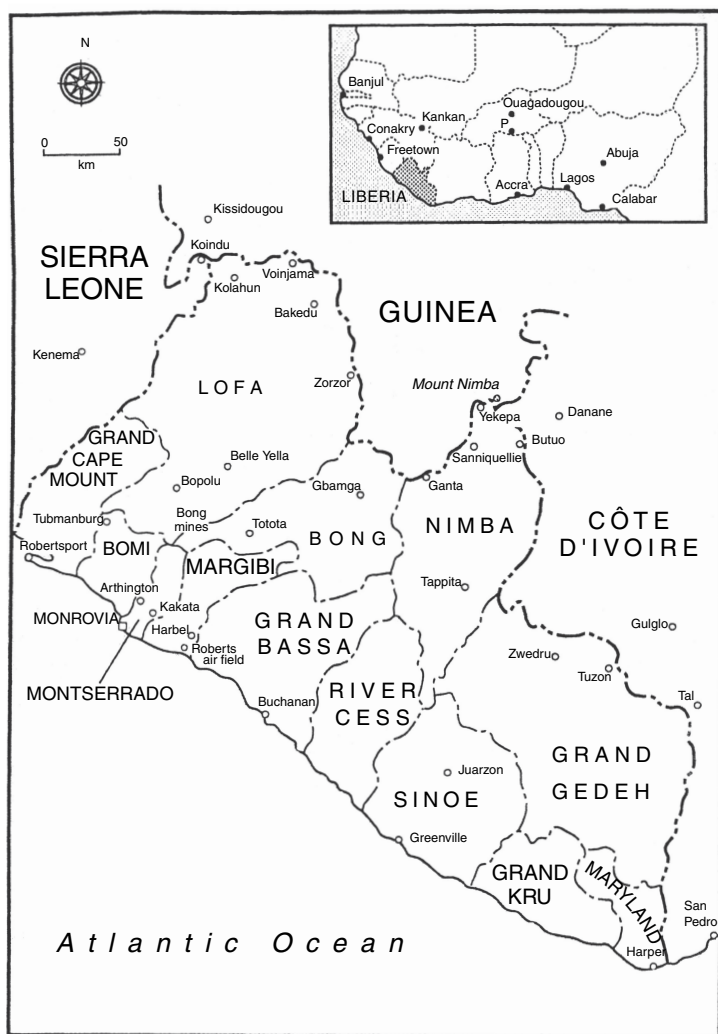 N
0 50
km
Banjul
Ouagadougou
Kankan
P
Conakry
Freetown
Abuja
Accra
Lagos
LIBERIA
Calabar
Kissidougou
SIERRA
LEONE
Koindu
Voinjama
Kolahun
Bakedu
GUINEA
Kenema
LOFA
Zorzor
Mount Nimba
Yekepa
Danane
GRAND
CAPE
MOUNT
Butuo
Sanniquellie
Belle Yella
Bopolu
Gbamga
Ganta
Bong
mines
Tubmanburg
Totota
BONG
NIMBA
CÔTE
D'IVOIRE
BOMI
Robertsport
MARGIBI
Arthington
Tappita
Kakata
MONROVIA
GRAND
BASSA
Harbel
Roberts
air field
Gulglo
Zwedru
Tuzon
MONTSERRADO
RIVER
CESS
Buchanan
Tal
GRAND
GEDEH
Juarzon
SINOE
Greenville
GRAND
KRU
MARYLAND
San
Pedro
Harper
Atlantic Ocean